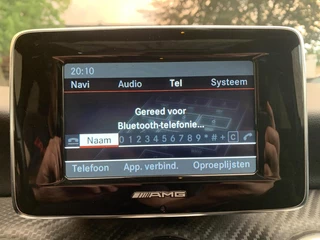 20:10
Navi Audio Tel Systeem
Gereed voor
Bluetooth-telefonie...
Naam 0 1 2 3 4 5 6 7 8 9 * # + C
Telefoon App. verbind. Oproeplijsten
AMG